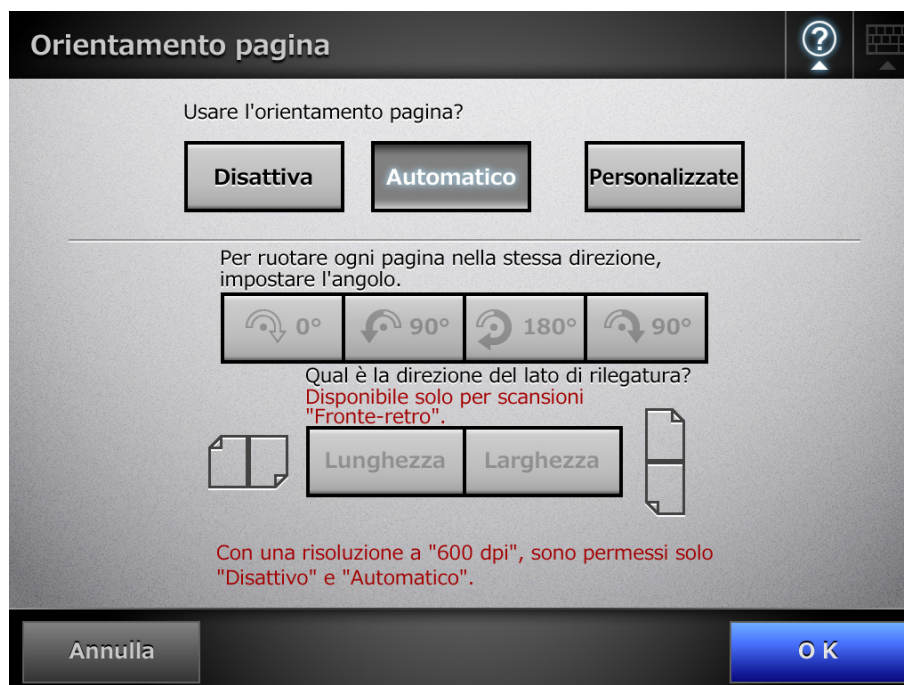 Orientamento pagina
?
Usare l'orientamento pagina?
Disattiva Automatico Personalizzate
Per ruotare ogni pagina nella stessa direzione,
impostare l'angolo.
0° 90° 180° 90°
Qual è la direzione del lato di rilegatura?
Disponibile solo per scansioni
"Fronte-retro".
Lunghezza Larghezza
Con una risoluzione a "600 dpi", sono permessi solo
"Disattivo" e "Automatico".
Annulla O K